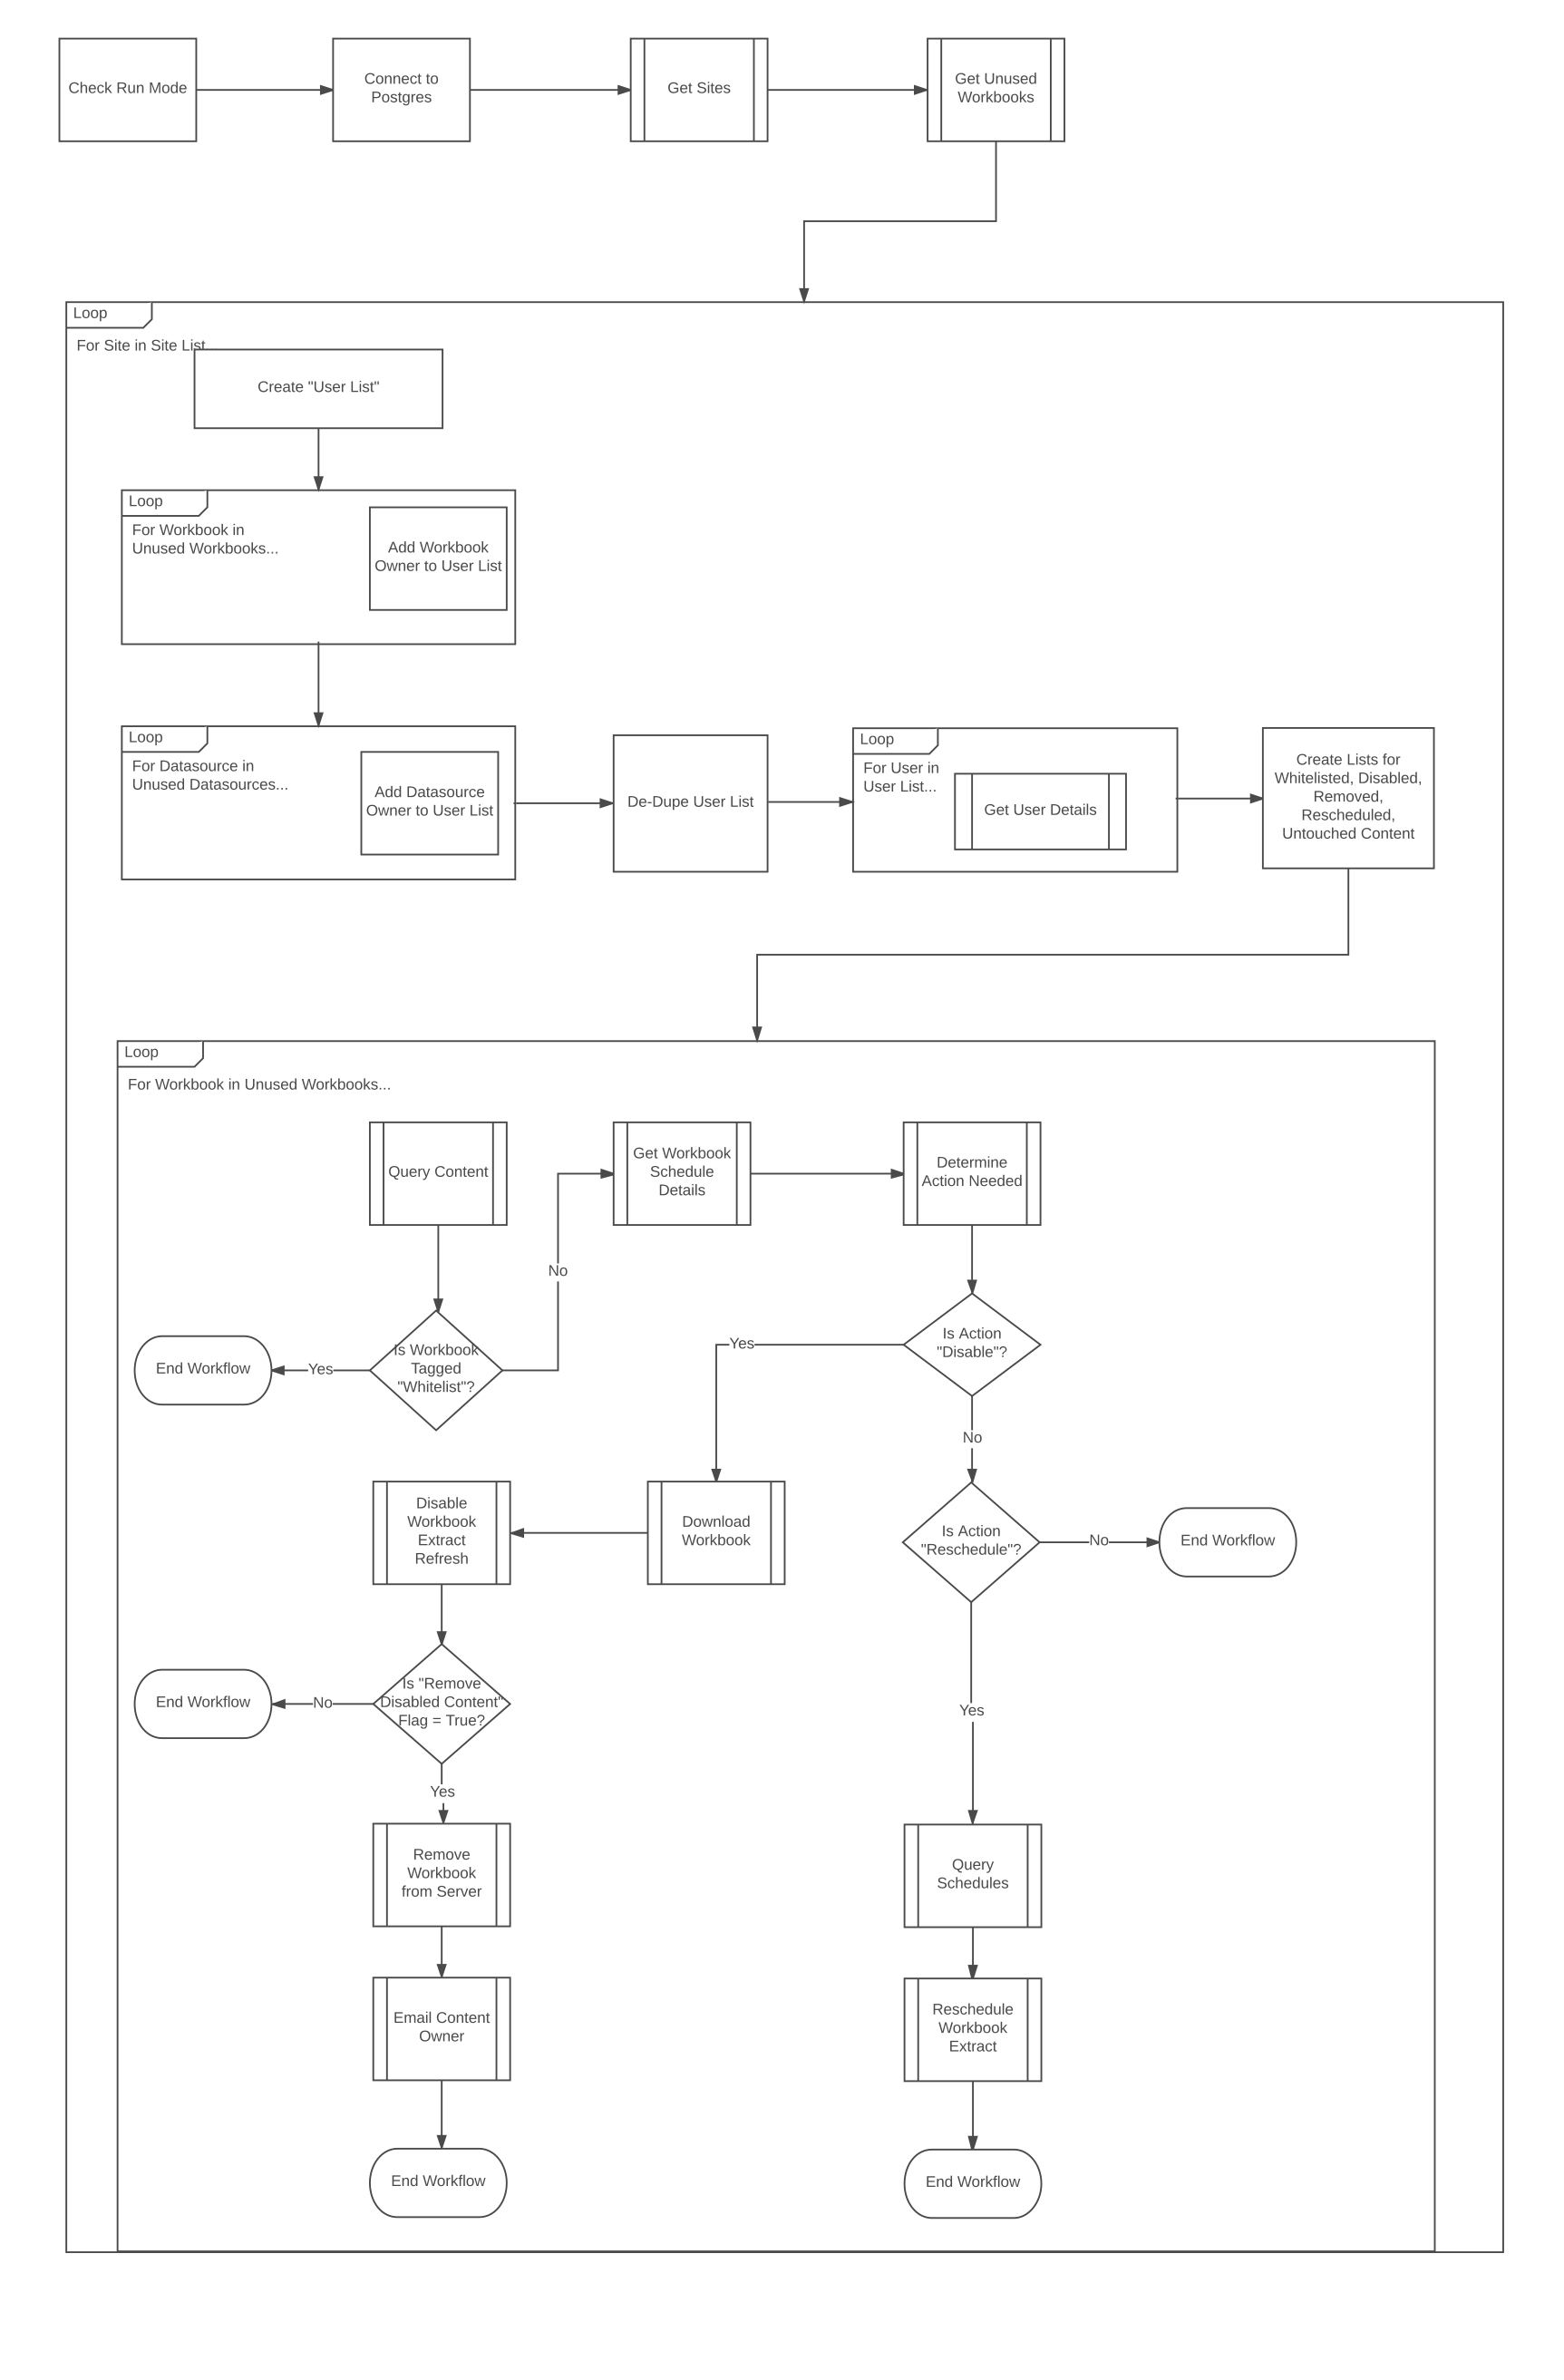 Check Run Mode
Connect to
Postgres
Get Sites
Get Unused
Workbooks
Loop
For Site in Site List
Create "User List"
Loop
For Workbook in
Unused Workbooks...
Add Workbook
Owner to User List
Loop
For Datasource in
Unused Datasources...
Add Datasource
Owner to User List
De-Dupe User List
Loop
For User in
User List...
Get User Details
Create Lists for
Whitelisted, Disabled,
Removed,
Rescheduled,
Untouched Content
Loop
For Workbook in Unused Workbooks...
Query Content
Get Workbook
Schedule
Details
Determine
Action Needed
No
End Workflow
Yes
Is Workbook
Tagged
"Whitelist"?
Yes
Is Action
"Disable"?
No
Disable
Workbook
Extract
Refresh
Download
Workbook
Is Action
"Reschedule"?
No
End Workflow
End Workflow
No
Is "Remove
Disabled Content"
Flag = True?
Yes
Yes
Remove
Workbook
from Server
Query
Schedules
Email Content
Owner
Reschedule
Workbook
Extract
End Workflow
End Workflow